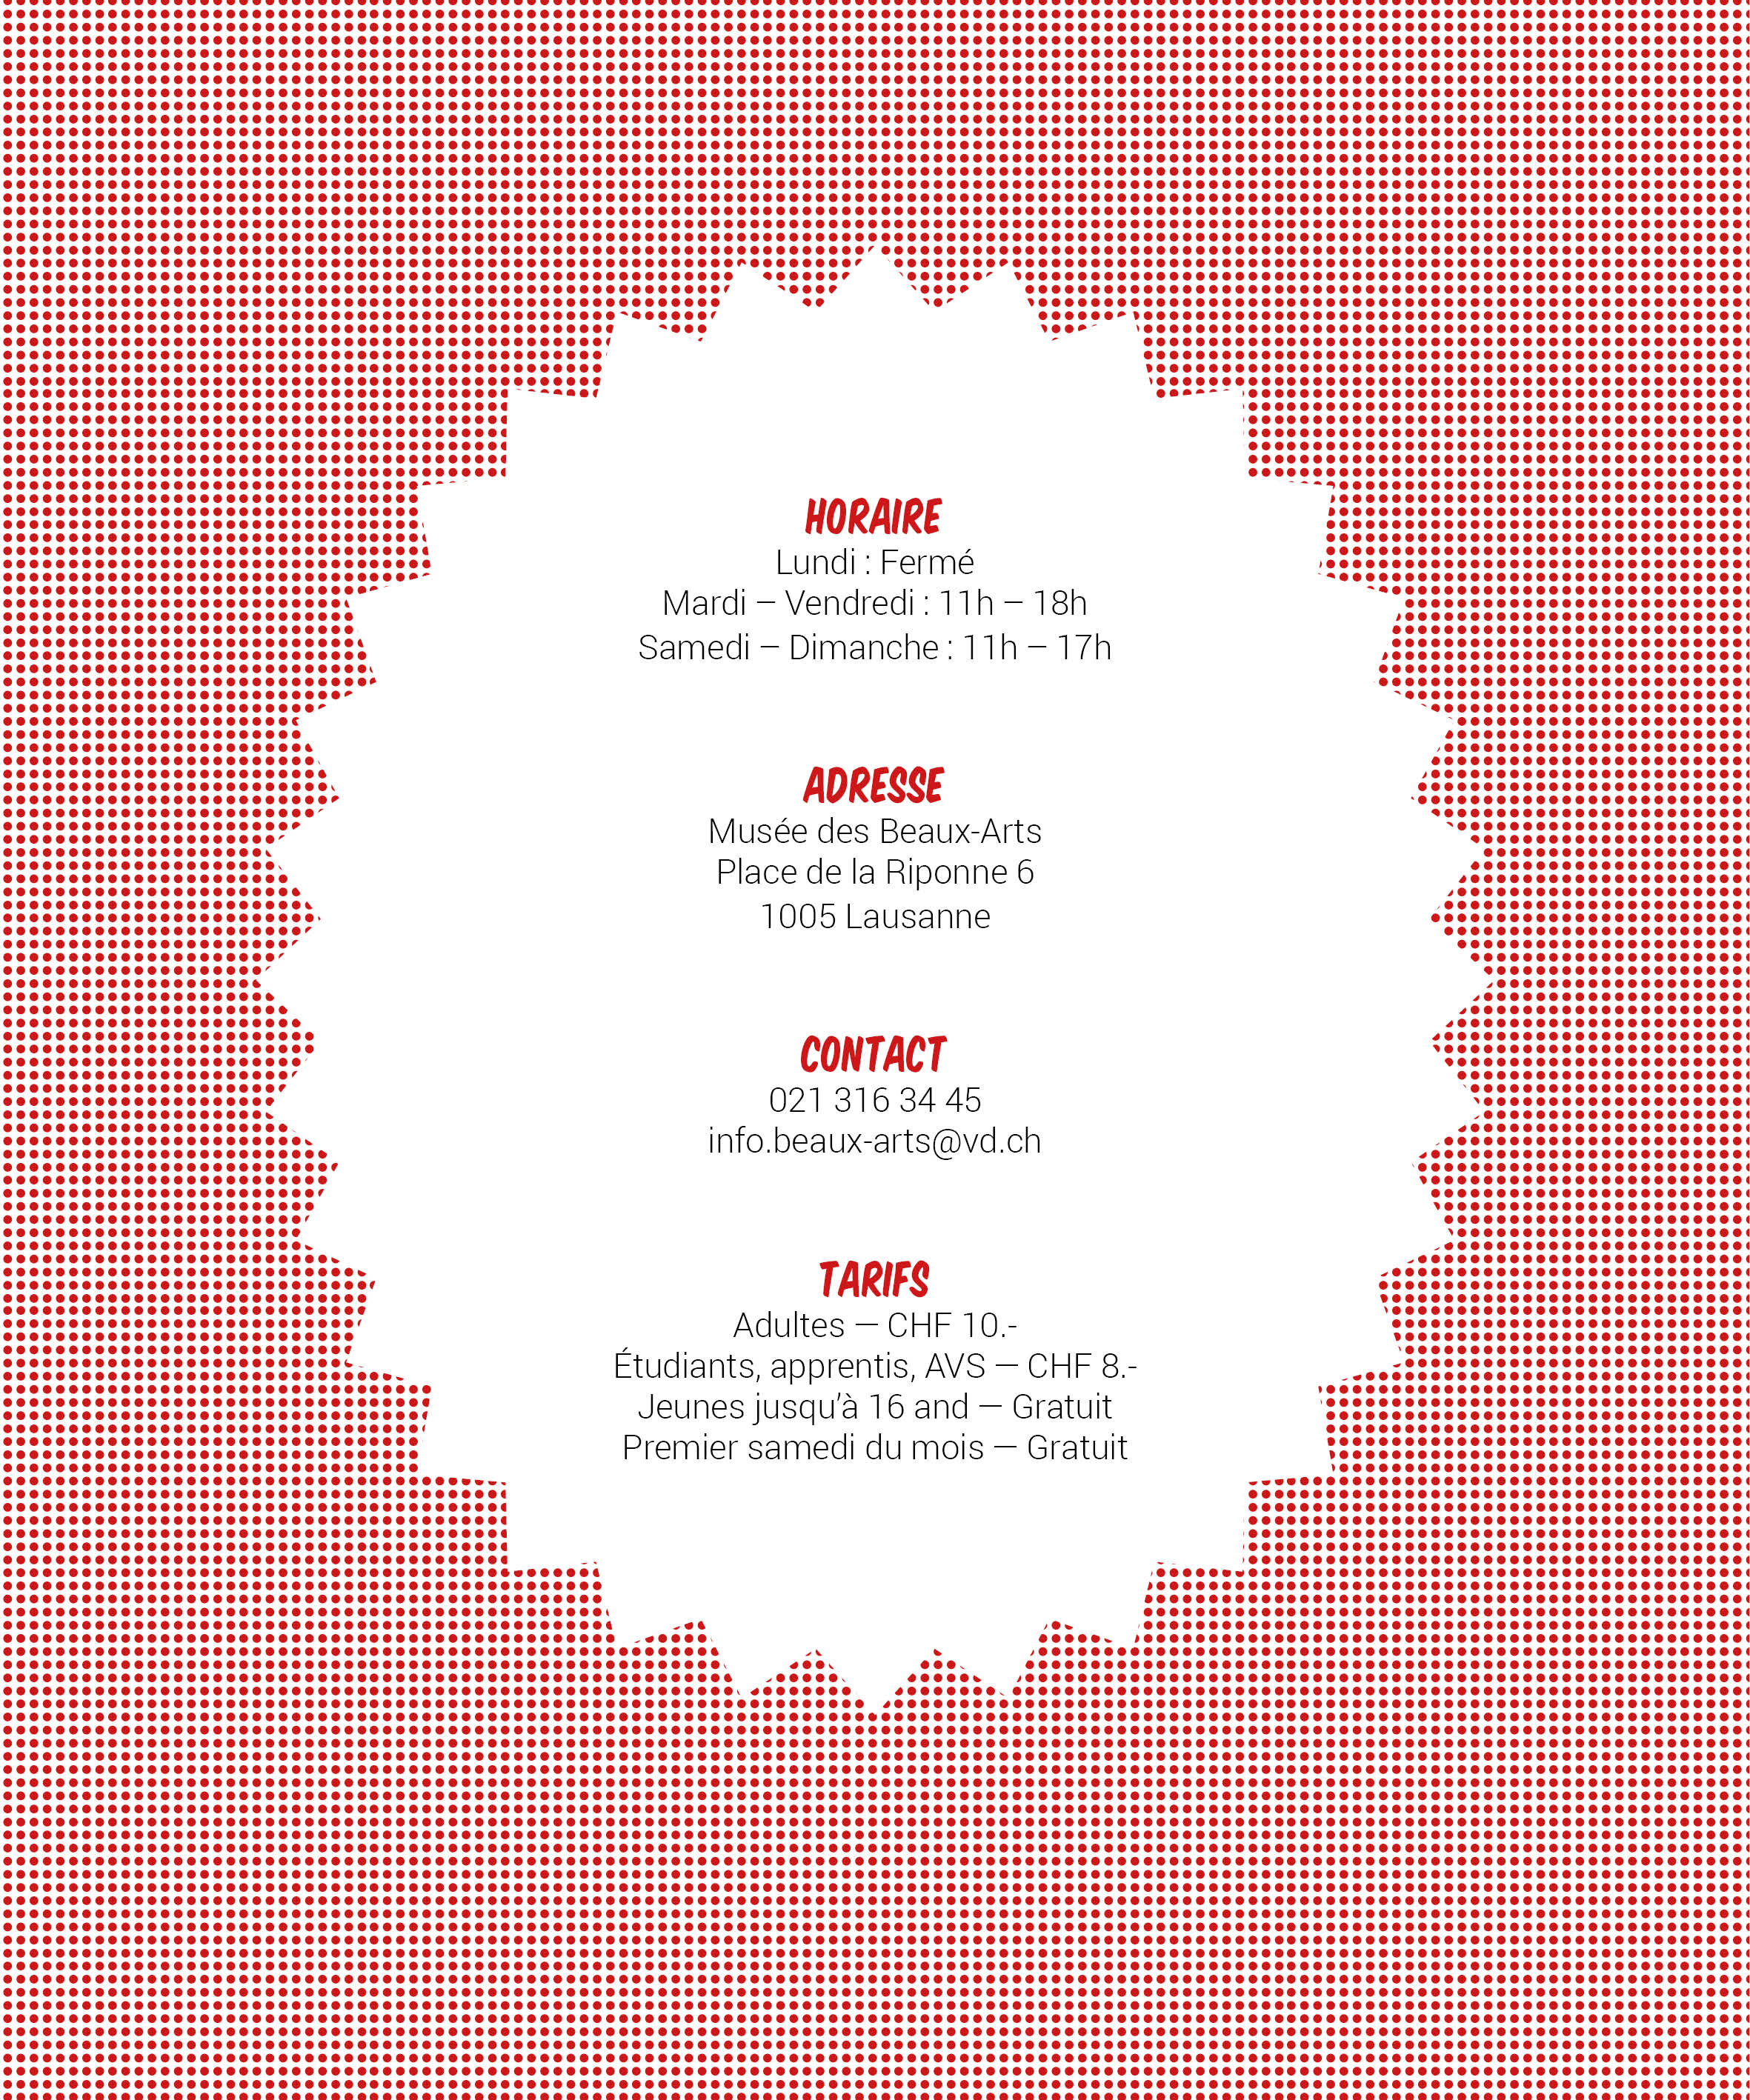 HORAIRE
Lundi : Fermé
Mardi – Vendredi : 11h – 18h
Samedi – Dimanche : 11h – 17h
ADRESSE
Musée des Beaux-Arts
Place de la Riponne 6
1005 Lausanne
CONTACT
021 316 34 45
info.beaux-arts@vd.ch
TARIFS
Adultes — CHF 10.-
Étudiants, apprentis, AVS — CHF 8.-
Jeunes jusqu’à 16 and — Gratuit
Premier samedi du mois — Gratuit